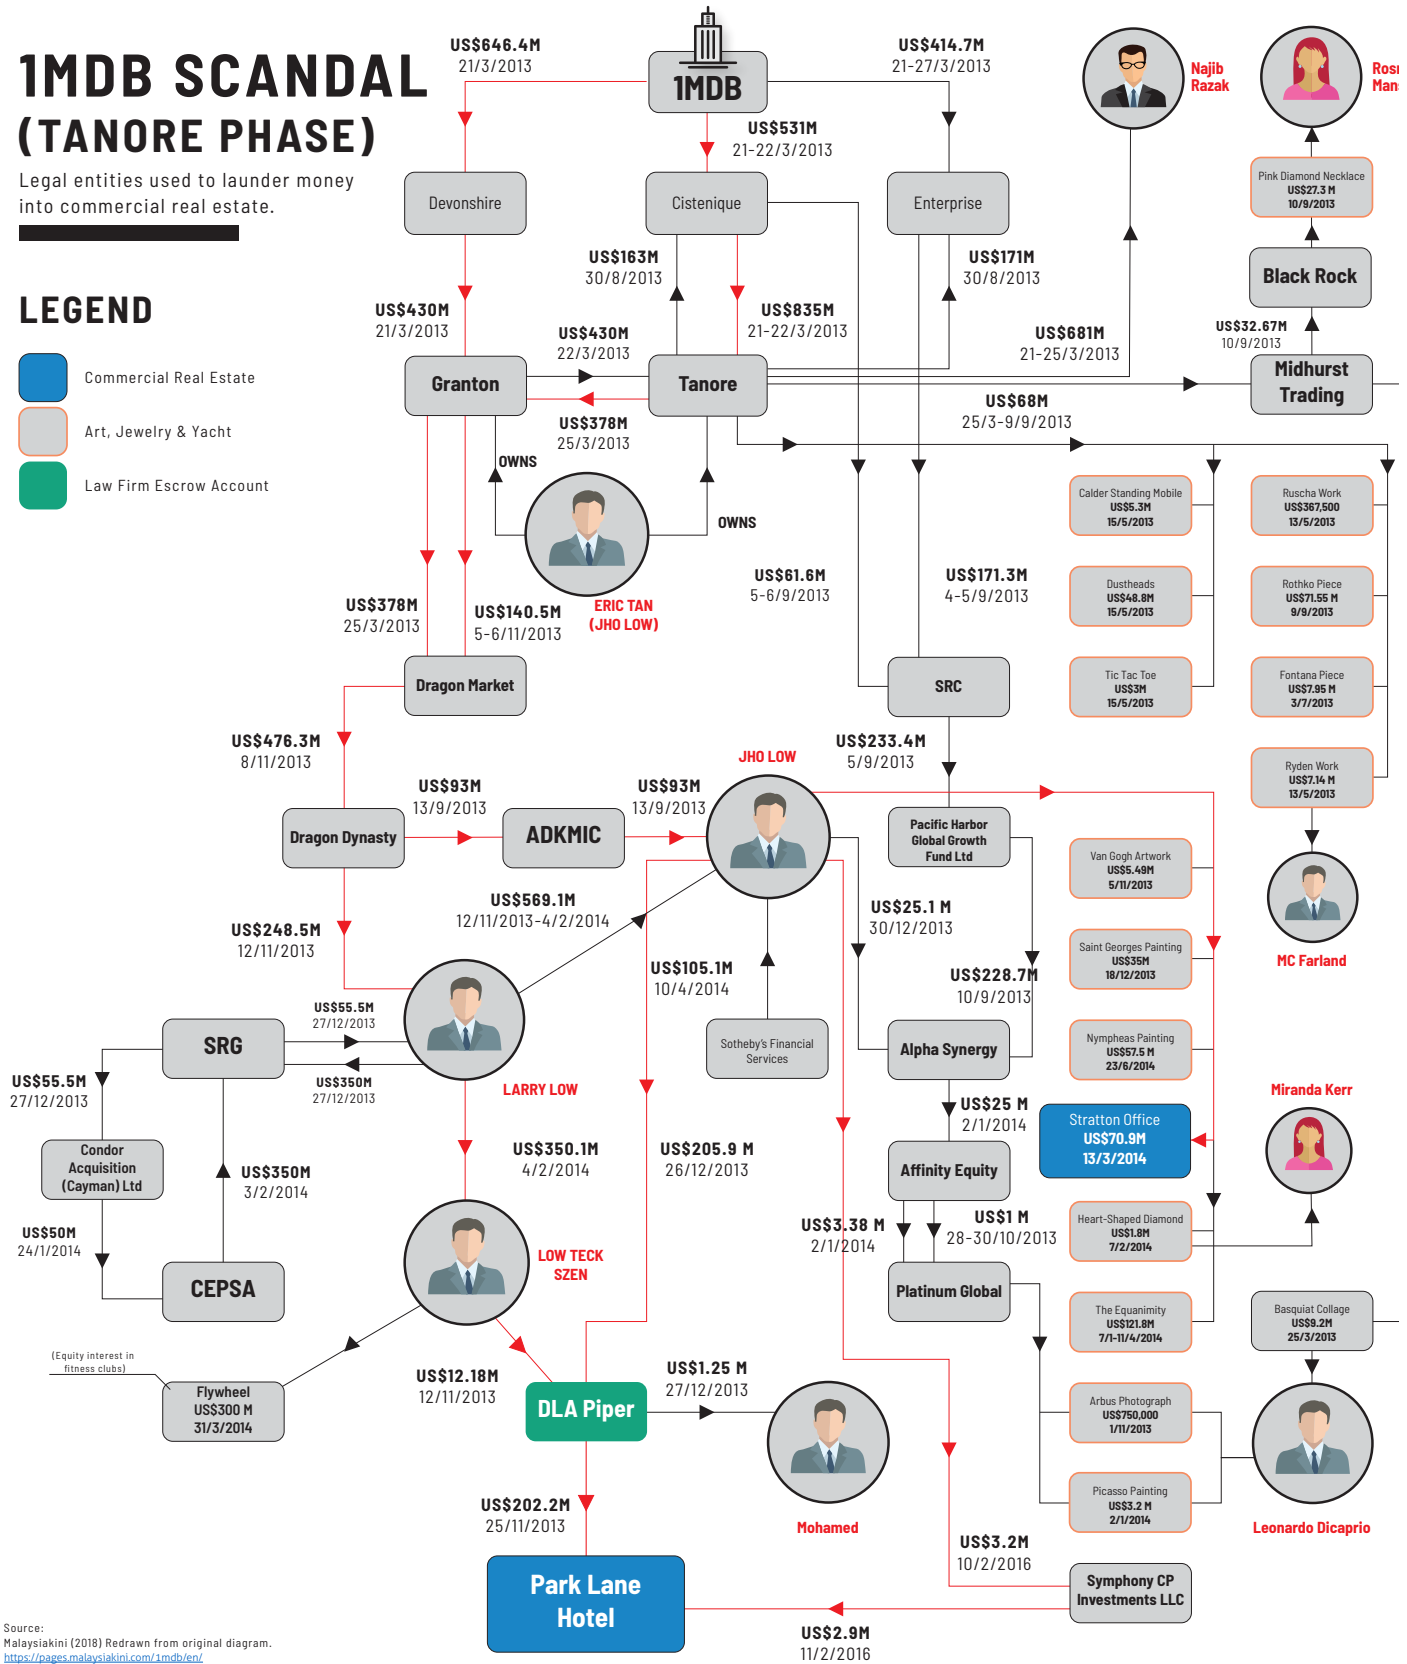 1MDB SCANDAL
(TANORE PHASE)
Legal entities used to launder money
into commercial real estate.
LEGEND
Commercial Real Estate
Art, Jewelry & Yacht
Law Firm Escrow Account
US$646.4M
21/3/2013
1MDB
US$414.7M
21-27/3/2013
Najib
Razak
US$531M
21-22/3/2013
Pink Diamond Necklace
US$27.3 M
10/9/2013
Devonshire
Cistenique
Enterprise
US$163M
30/8/2013
US$171M
30/8/2013
Black Rock
US$430M
21/3/2013
US$430M
22/3/2013
US$835M
21-22/3/2013
US$681M
21-25/3/2013
US$32.67M
10/9/2013
Granton
Tanore
Midhurst
Trading
US$378M
25/3/2013
US$68M
25/3-9/9/2013
OWNS
OWNS
ERIC TAN
(JHO LOW)
Calder Standing Mobile
US$5.3M
15/5/2013
Ruscha Work
US$367,500
13/5/2013
US$61.6M
5-6/9/2013
US$171.3M
4-5/9/2013
Dustheads
US$48.8M
15/5/2013
Rothko Piece
US$71.55 M
9/9/2013
US$378M
25/3/2013
US$140.5M
5-6/11/2013
Dragon Market
SRC
Tic Tac Toe
US$3M
15/5/2013
Fontana Piece
US$7.95 M
3/7/2013
US$476.3M
8/11/2013
US$233.4M
5/9/2013
JHO LOW
Ryden Work
US$7.14 M
13/5/2013
US$93M
13/9/2013
US$93M
13/9/2013
Dragon Dynasty
ADKMIC
Pacific Harbor
Global Growth
Fund Ltd
Van Gogh Artwork
US$5.49M
5/11/2013
MC Farland
US$569.1M
12/11/2013-4/2/2014
US$25.1 M
30/12/2013
US$248.5M
12/11/2013
US$105.1M
10/4/2014
US$228.7M
10/9/2013
Saint Georges Painting
US$35M
18/12/2013
US$55.5M
27/12/2013
SRG
Sotheby's Financial
Services
Alpha Synergy
Nympheas Painting
US$57.5 M
23/6/2014
US$55.5M
27/12/2013
US$350M
27/12/2013
LARRY LOW
Miranda Kerr
US$25 M
2/1/2014
Stratton Office
US$70.9M
13/3/2014
Condor
Acquisition
(Cayman) Ltd
US$350M
3/2/2014
US$350.1M
4/2/2014
US$205.9 M
26/12/2013
Affinity Equity
US$50M
24/1/2014
US$3.38 M
2/1/2014
US$1 M
28-30/10/2013
Heart-Shaped Diamond
US$1.8M
7/2/2014
LOW TECK
SZEN
CEPSA
Platinum Global
The Equanimity
US$121.8M
7/1-11/4/2014
Basquiat Collage
US$9.2M
25/3/2013
(Equity interest in
fitness clubs)
Flywheel
US$300 M
31/3/2014
US$12.18M
12/11/2013
DLA Piper
US$1.25 M
27/12/2013
Arbus Photograph
US$750,000
1/11/2013
Picasso Painting
US$3.2 M
2/1/2014
US$202.2M
25/11/2013
Mohamed
Leonardo Dicaprio
US$3.2M
10/2/2016
Park Lane
Hotel
Symphony CP
Investments LLC
US$2.9M
11/2/2016
Source:
Malaysiakini (2018) Redrawn from original diagram.
https://pages.malaysiakini.com/1mdb/en/